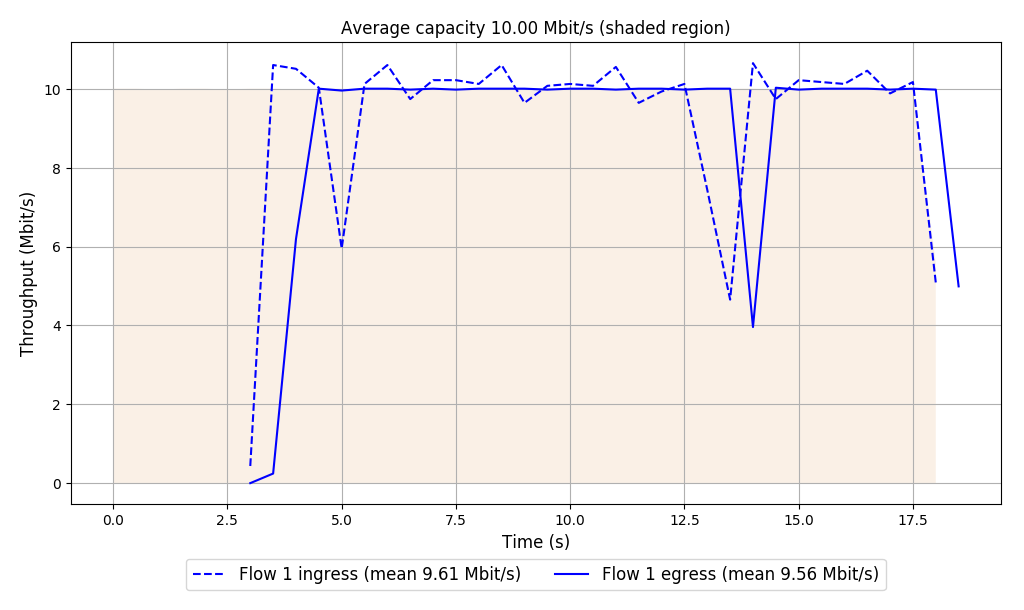 Average capacity 10.00 Mbit/s (shaded region)
Throughput (Mbit/s)
10
8
6
4
2
0
0.0 2.5 5.0 7.5 10.0 12.5 15.0 17.5
Time (s)
Flow 1 ingress (mean 9.61 Mbit/s) Flow 1 egress (mean 9.56 Mbit/s)